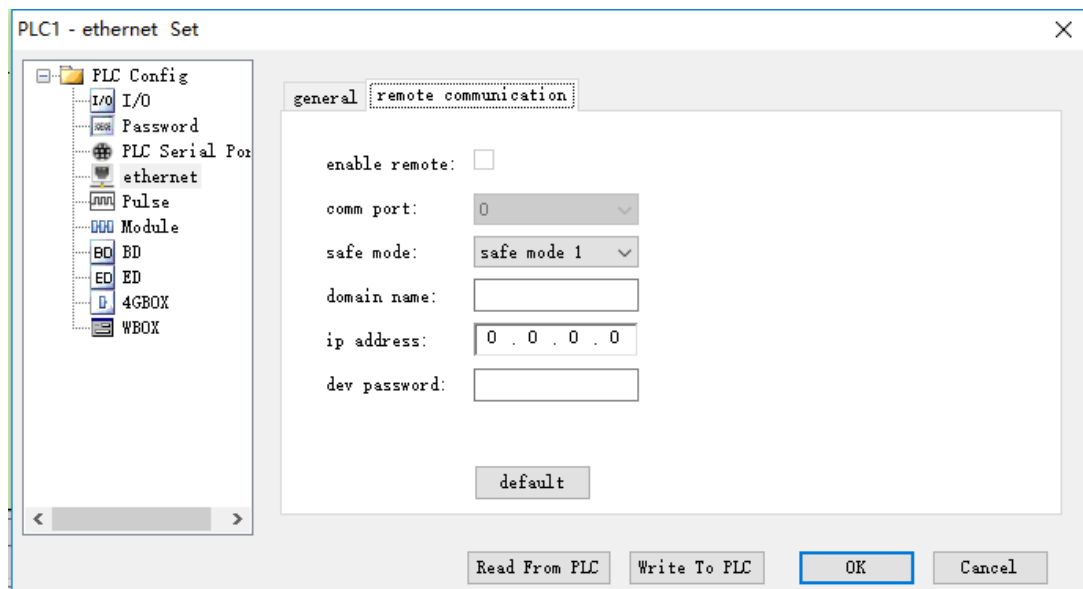 PLC1 - ethernet Set
PLC Config
I/O I/O
Password
PLC Serial Por
ethernet
Pulse
Module
BD BD
ED ED
4GBOX
WBOX
general remote communication
enable remote:
comm port: 0
safe mode: safe mode 1
domain name:
ip address: 0 . 0 . 0 . 0
dev password:
default
Read From PLC Write To PLC OK Cancel